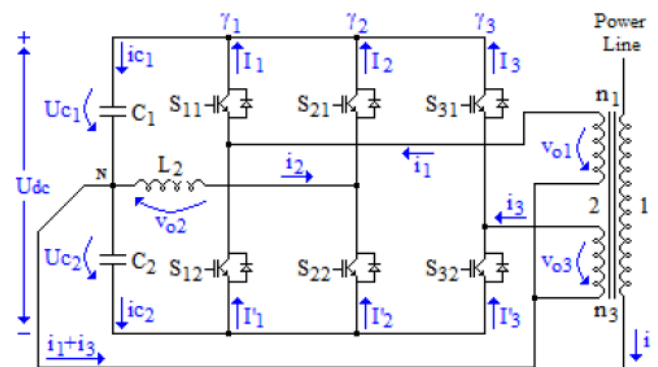 γ1 γ2 γ3 Power
Line
+ ic1 I1 I2 I3
Uc1 C1 S11 S21 S31 n1
vo1
N L2 i2 i1
Udc vo2 i3 2 1
Uc2 C2 S12 S22 S32 vo3
ic2 I'1 I'2 I'3 n3
− i1+i3 i